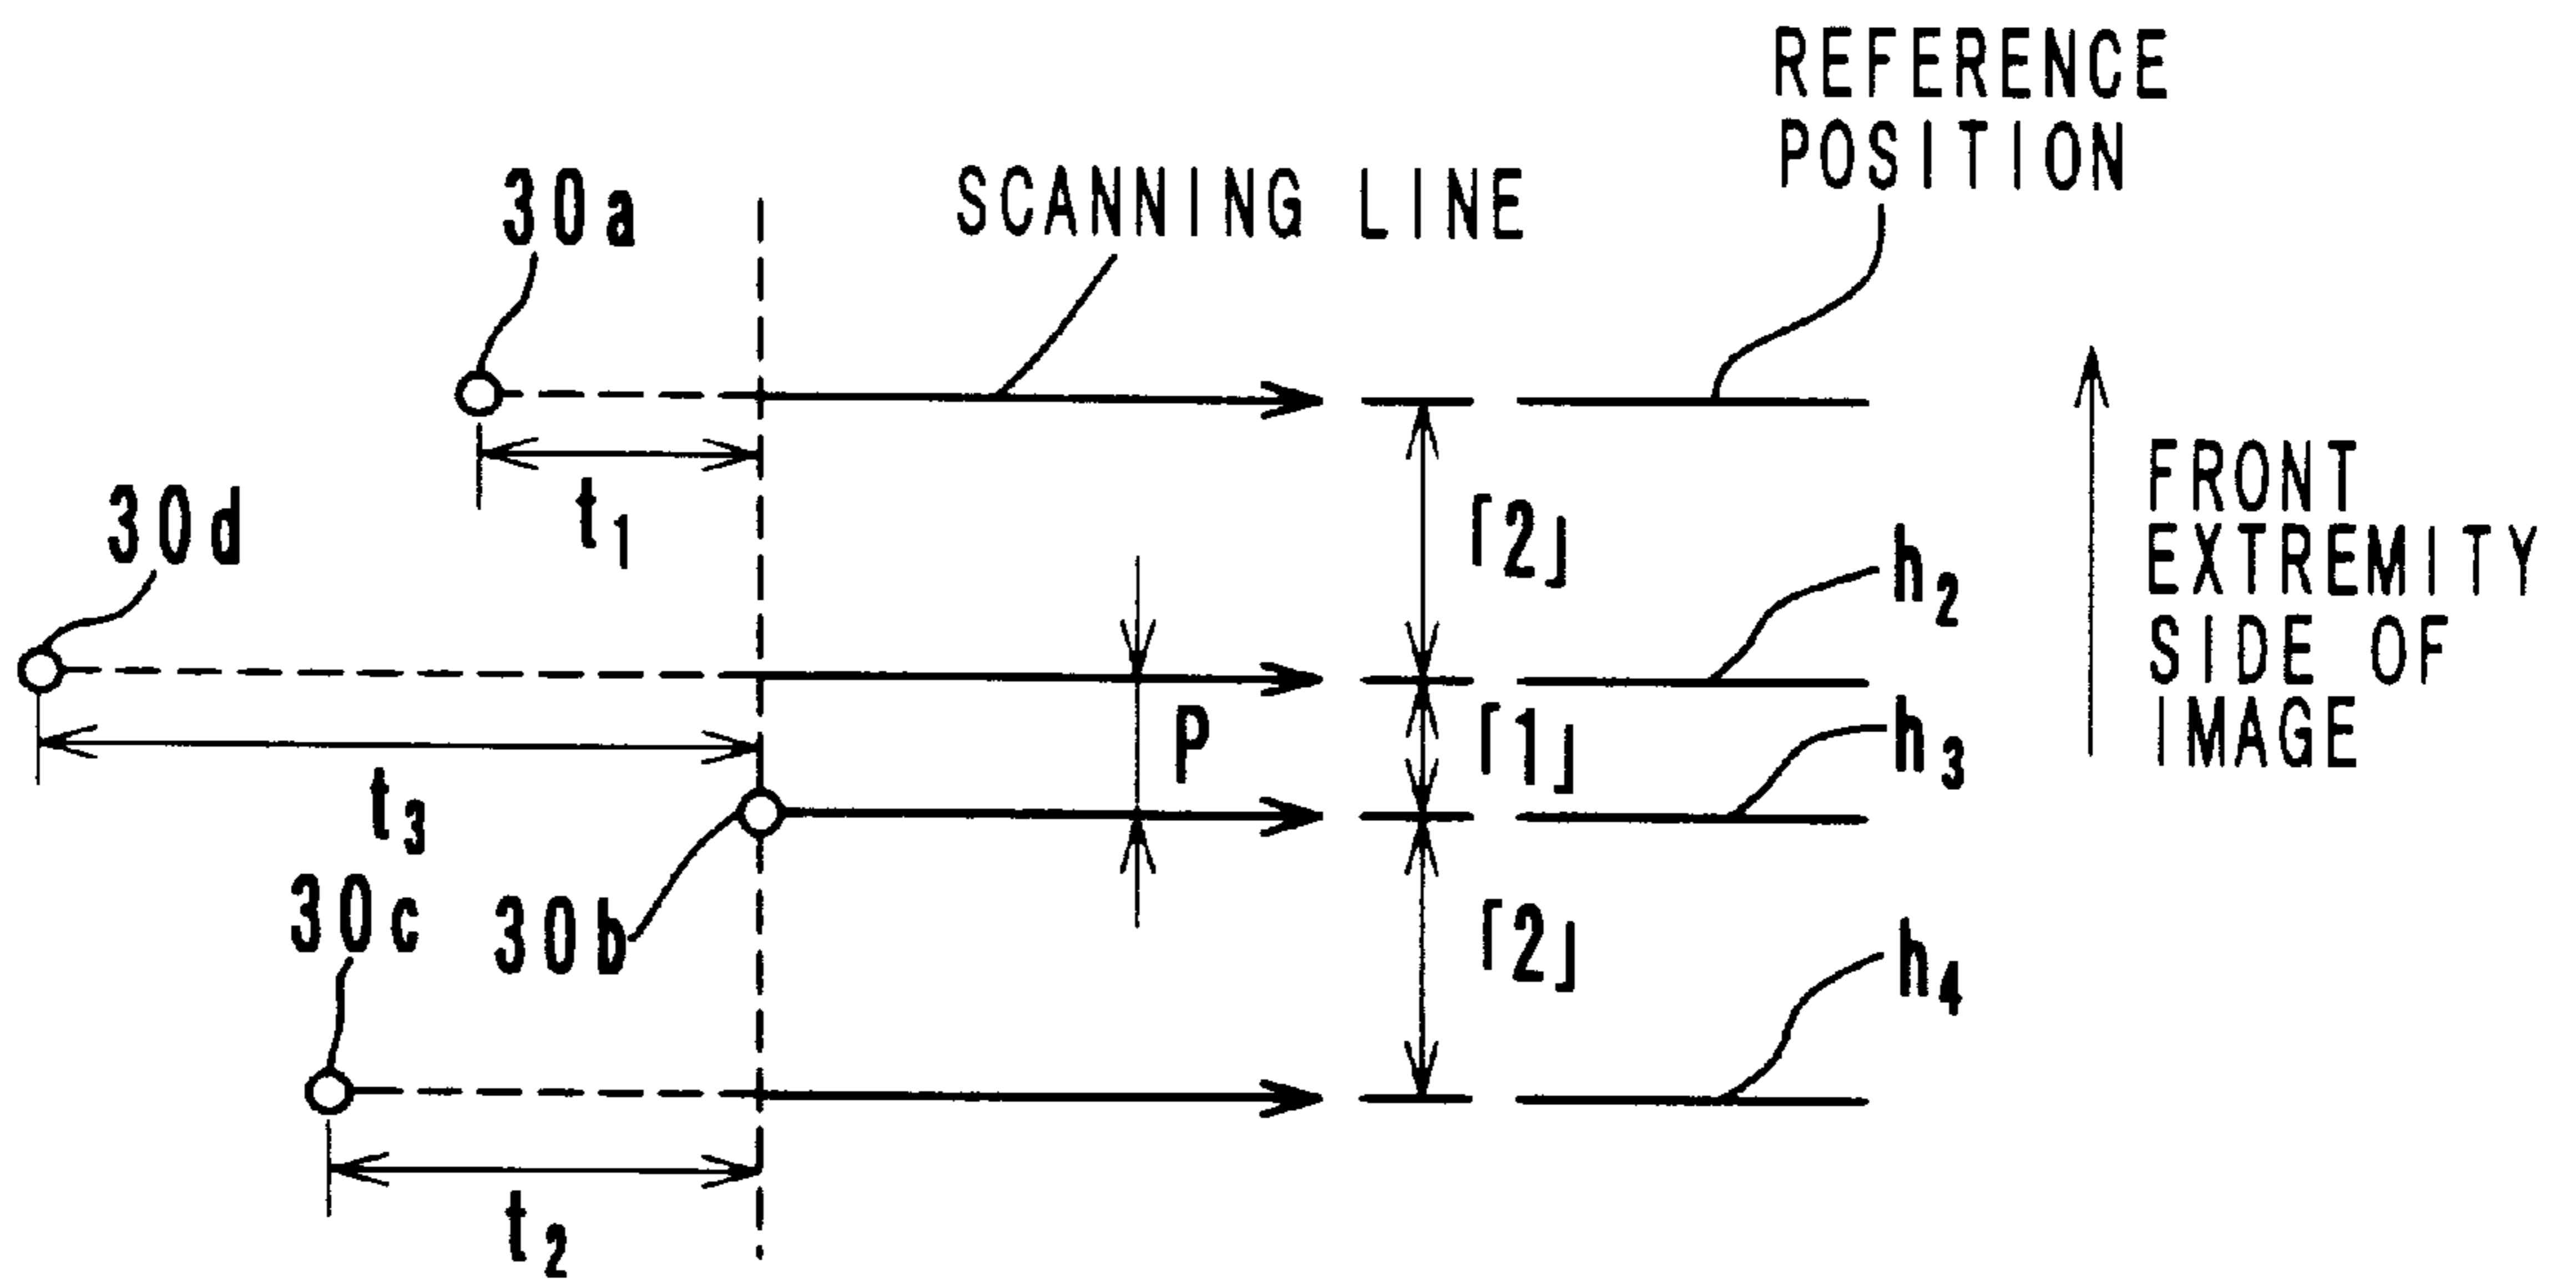 REFERENCE
POSITION
SCANNING LINE
30a
t1
30d
「2」
h2
FRONT
EXTREMITY
SIDE OF
IMAGE
P
「1」
h3
t3
30c
30b
「2」
h4
t2